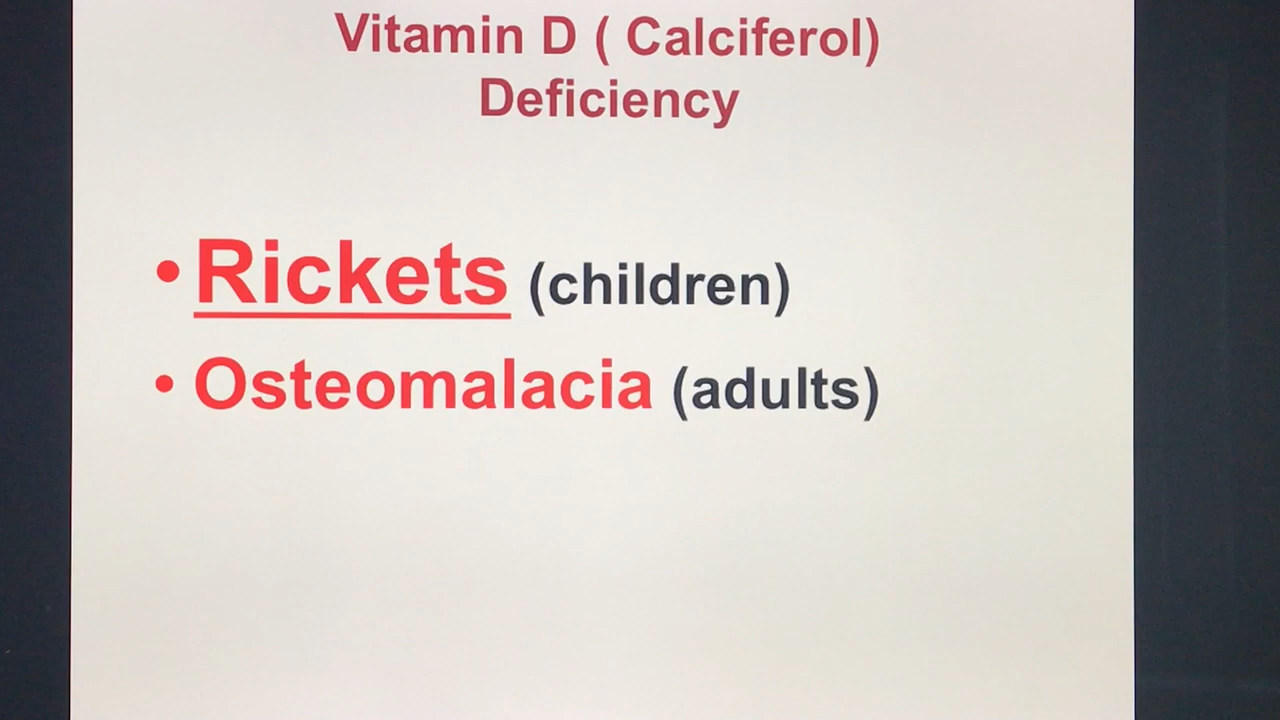 Vitamin D ( Calciferol)
Deficiency
• Rickets (children)
• Osteomalacia (adults)